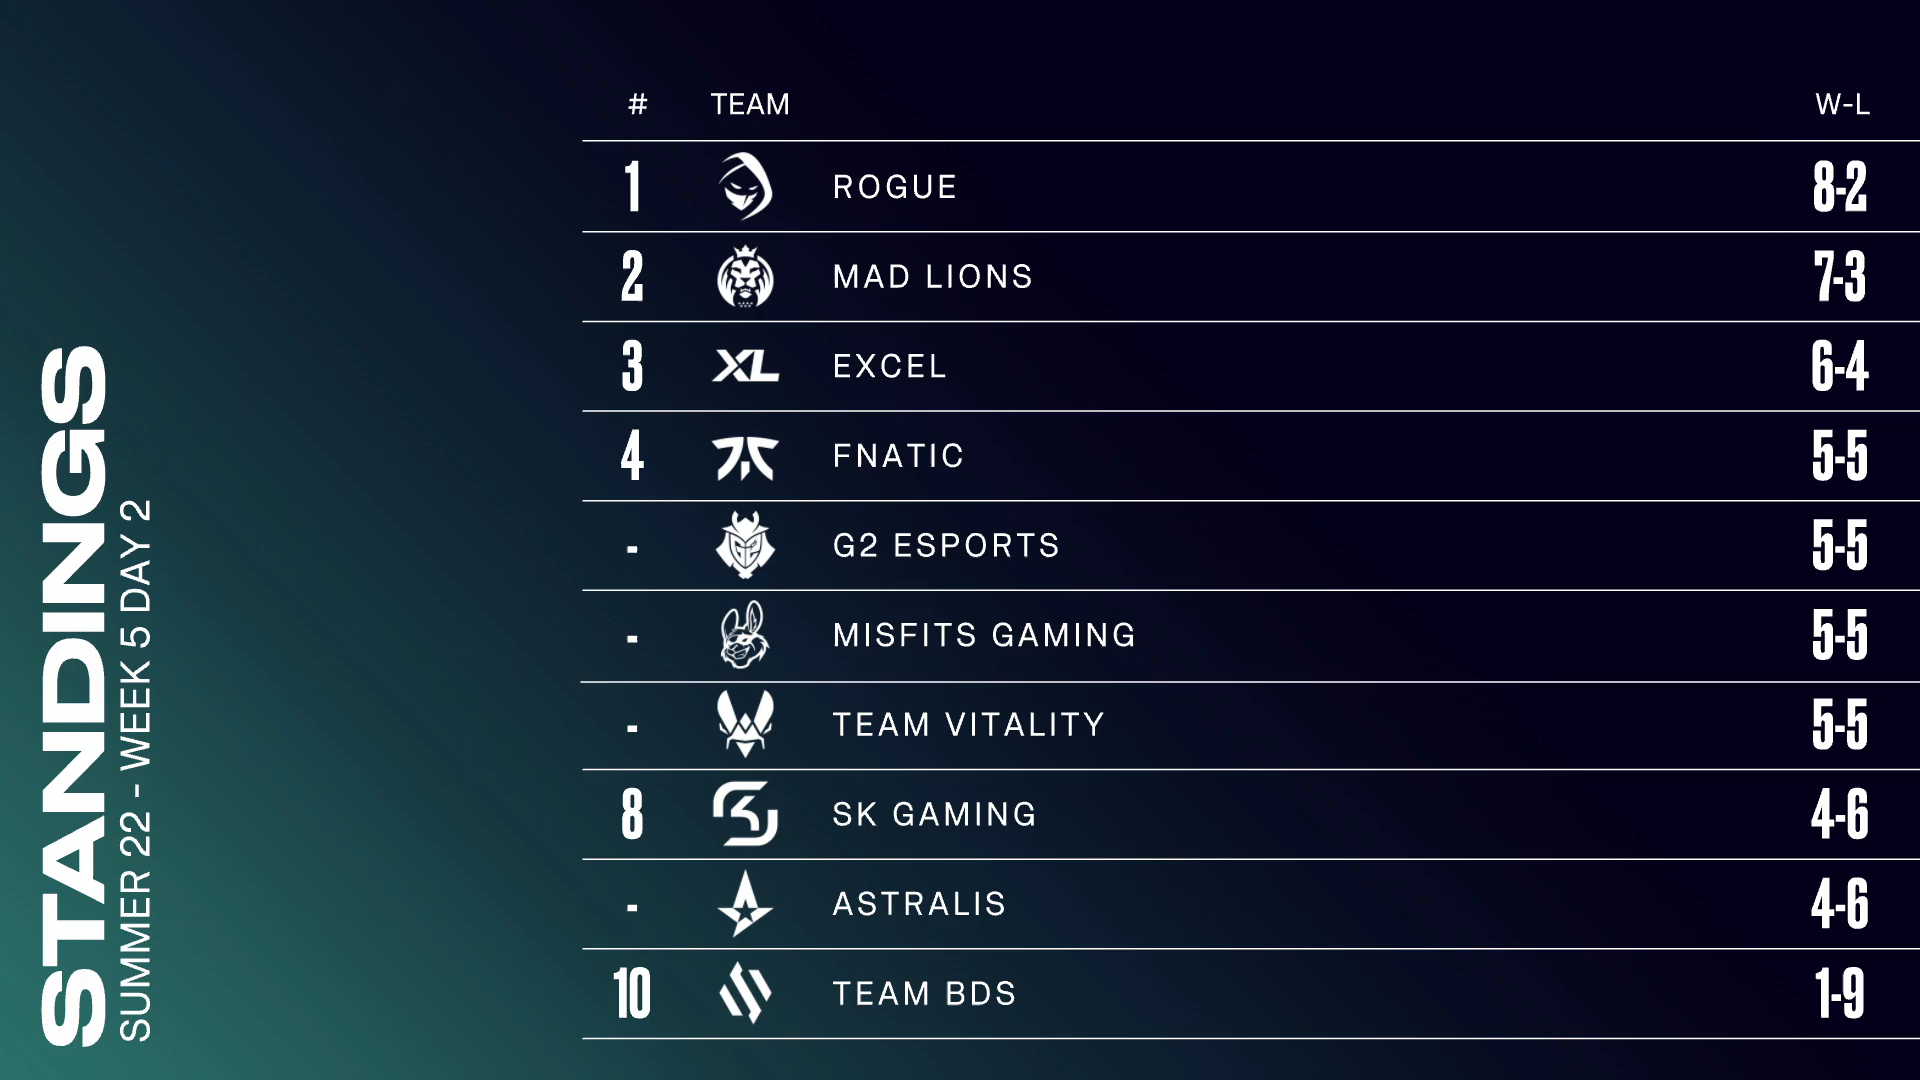 STANDINGS
SUMMER 22 - WEEK 5 DAY 2
# TEAM W-L
1 ROGUE 8-2
2 MAD LIONS 7-3
3 XL EXCEL 6-4
4 FNATIC 5-5
- G2 G2 ESPORTS 5-5
- MISFITS GAMING 5-5
- TEAM VITALITY 5-5
8 SK SK GAMING 4-6
- ASTRALIS 4-6
10 TEAM BDS 1-9